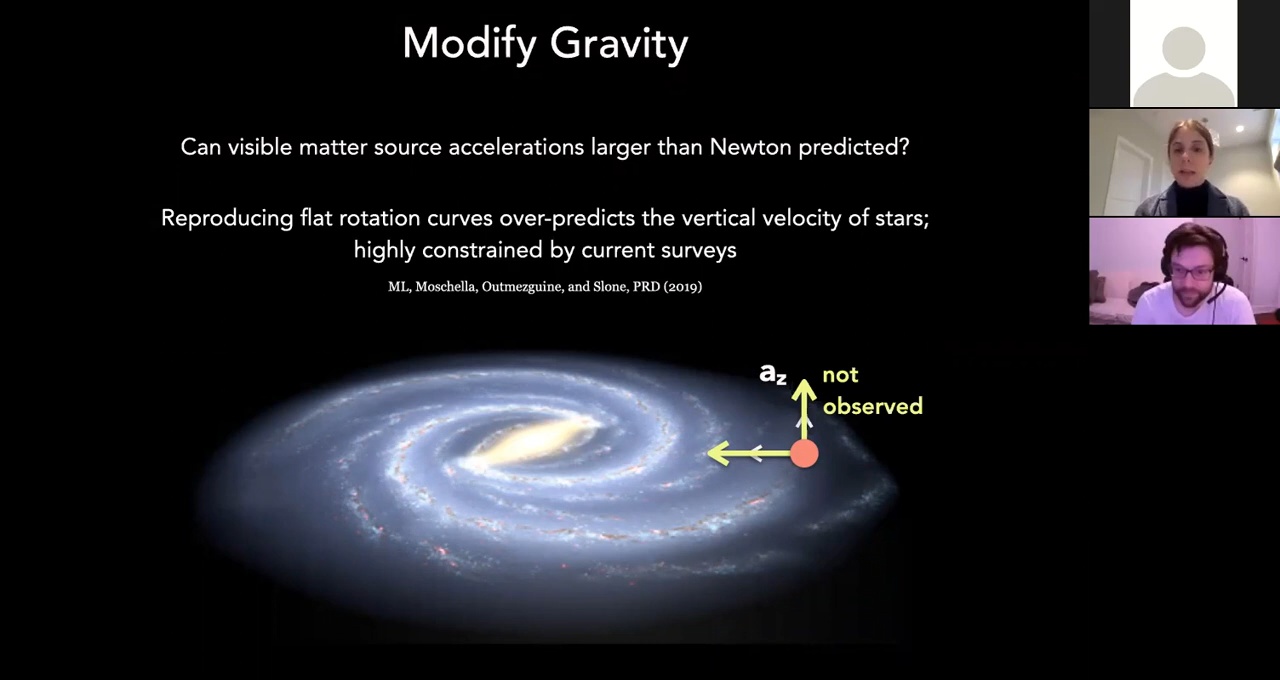 Modify Gravity
Can visible matter source accelerations larger than Newton predicted?
Reproducing flat rotation curves over-predicts the vertical velocity of stars;
highly constrained by current surveys
ML, Moschella, Outmezguine, and Slone, PRD (2019)
az
not
observed